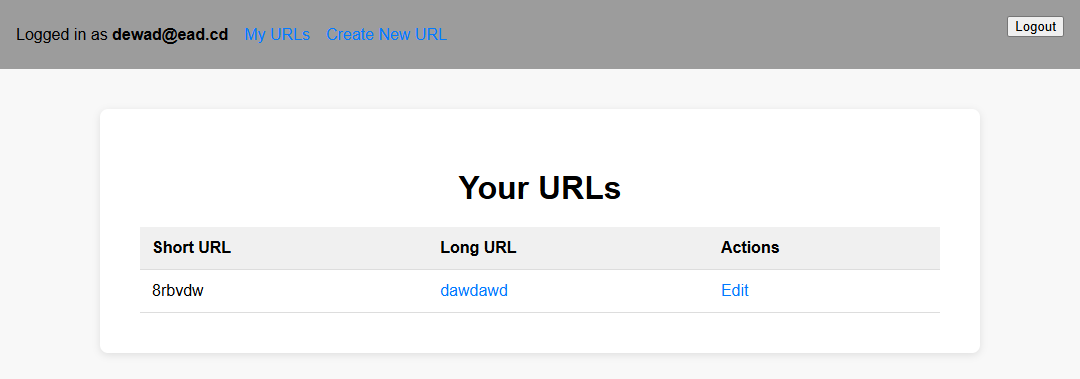 Logged in as dewad@ead.cd My URLs Create New URL Logout
Your URLs
Short URL Long URL Actions
8rbvdw dawdawd Edit